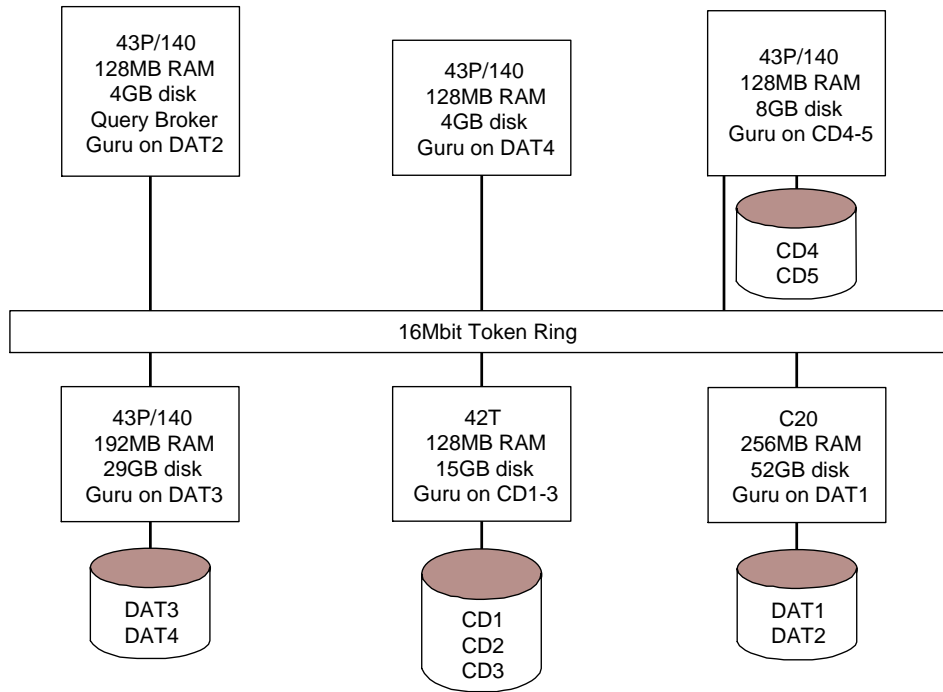 43P/140
128MB RAM
4GB disk
Query Broker
Guru on DAT2
43P/140
128MB RAM
4GB disk
Guru on DAT4
43P/140
128MB RAM
8GB disk
Guru on CD4-5
CD4
CD5
16Mbit Token Ring
43P/140
192MB RAM
29GB disk
Guru on DAT3
42T
128MB RAM
15GB disk
Guru on CD1-3
C20
256MB RAM
52GB disk
Guru on DAT1
DAT3
DAT4
CD1
CD2
CD3
DAT1
DAT2